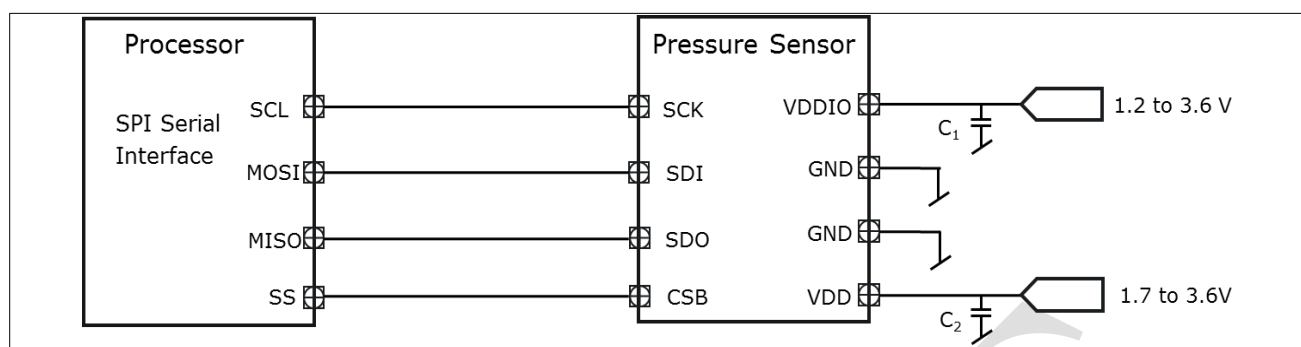 Processor
Pressure Sensor
SCL
SCK
VDDIO
1.2 to 3.6 V
SPI Serial
Interface
C1
MOSI
SDI
GND
MISO
SDO
GND
SS
CSB
VDD
1.7 to 3.6V
C2